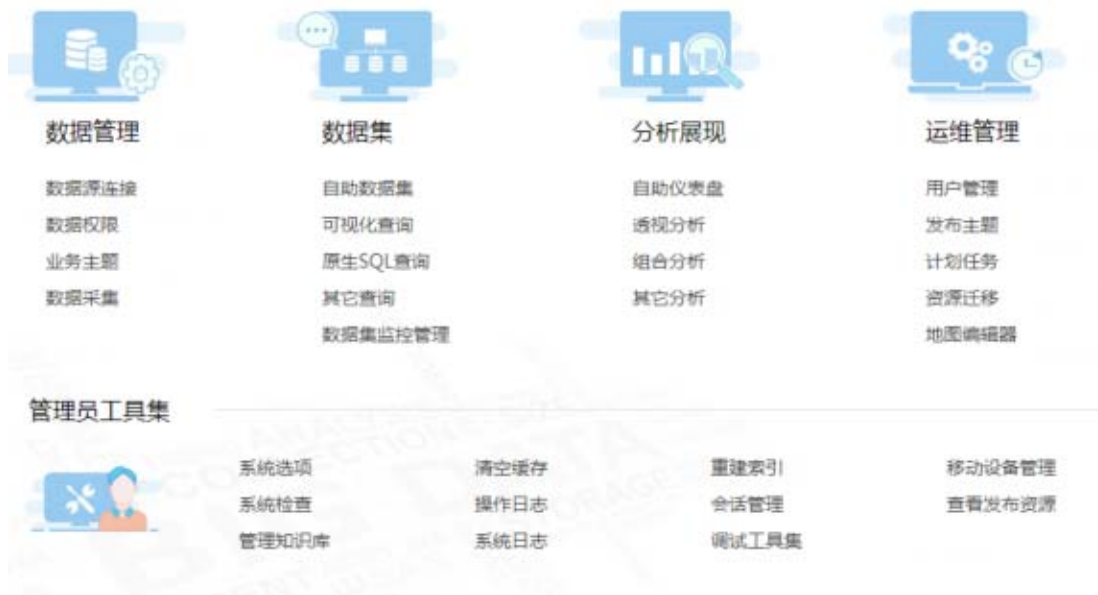 数据管理
数据源连接
数据权限
业务主题
数据采集
数据集
自助数据集
可视化查询
原生SQL查询
其它查询
数据集监控管理
分析展现
自助仪表盘
透视分析
组合分析
其它分析
运维管理
用户管理
发布主题
计划任务
资源迁移
地图编辑器
管理员工具集
系统选项
清空缓存
重建索引
移动设备管理
系统检查
操作日志
会话管理
查看发布资源
管理知识库
系统日志
调试工具集
BIG DATA